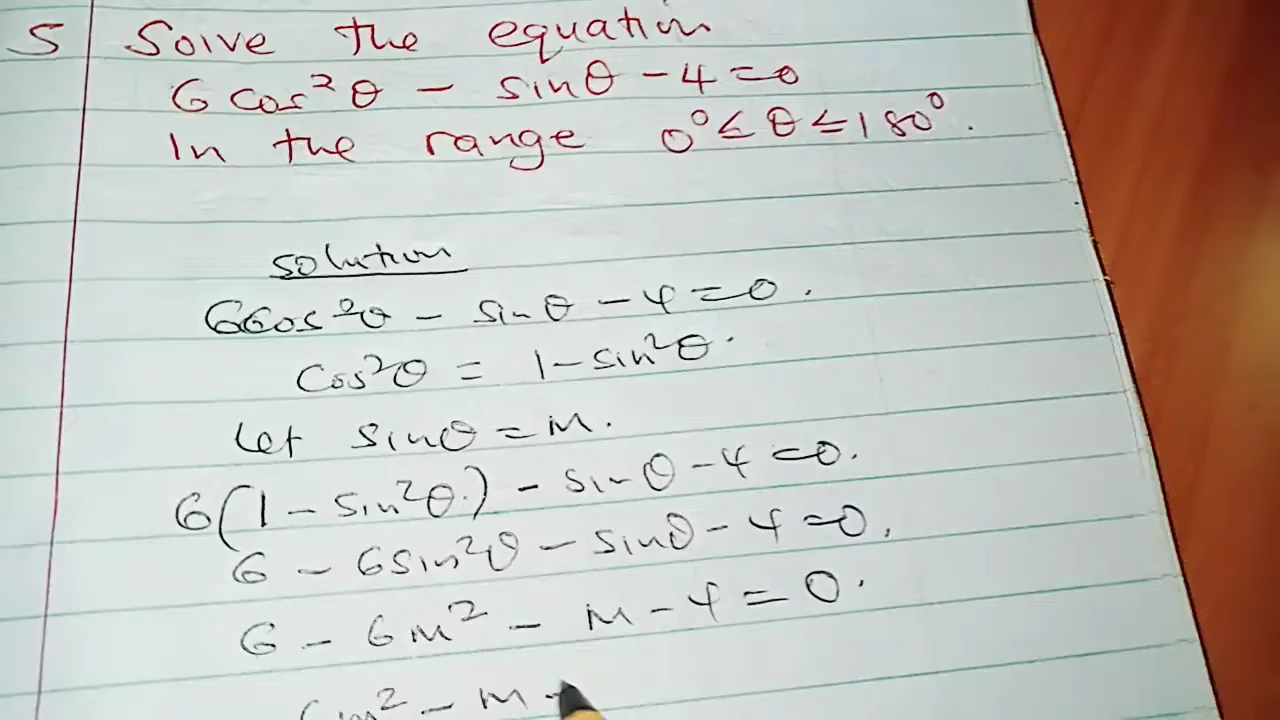 5 Solve the equation
6 cos²θ - sinθ - 4 = 0
In the range 0° ≤ θ ≤ 180°.
solution
6cos²θ - sinθ - 4 = 0.
Cos²θ = 1 - sin²θ.
Let sinθ = M.
6(1 - sin²θ.) - sinθ - 4 = 0.
6 - 6sin²θ - sinθ - 4 = 0,
6 - 6M² - M - 4 = 0.
6m² - M